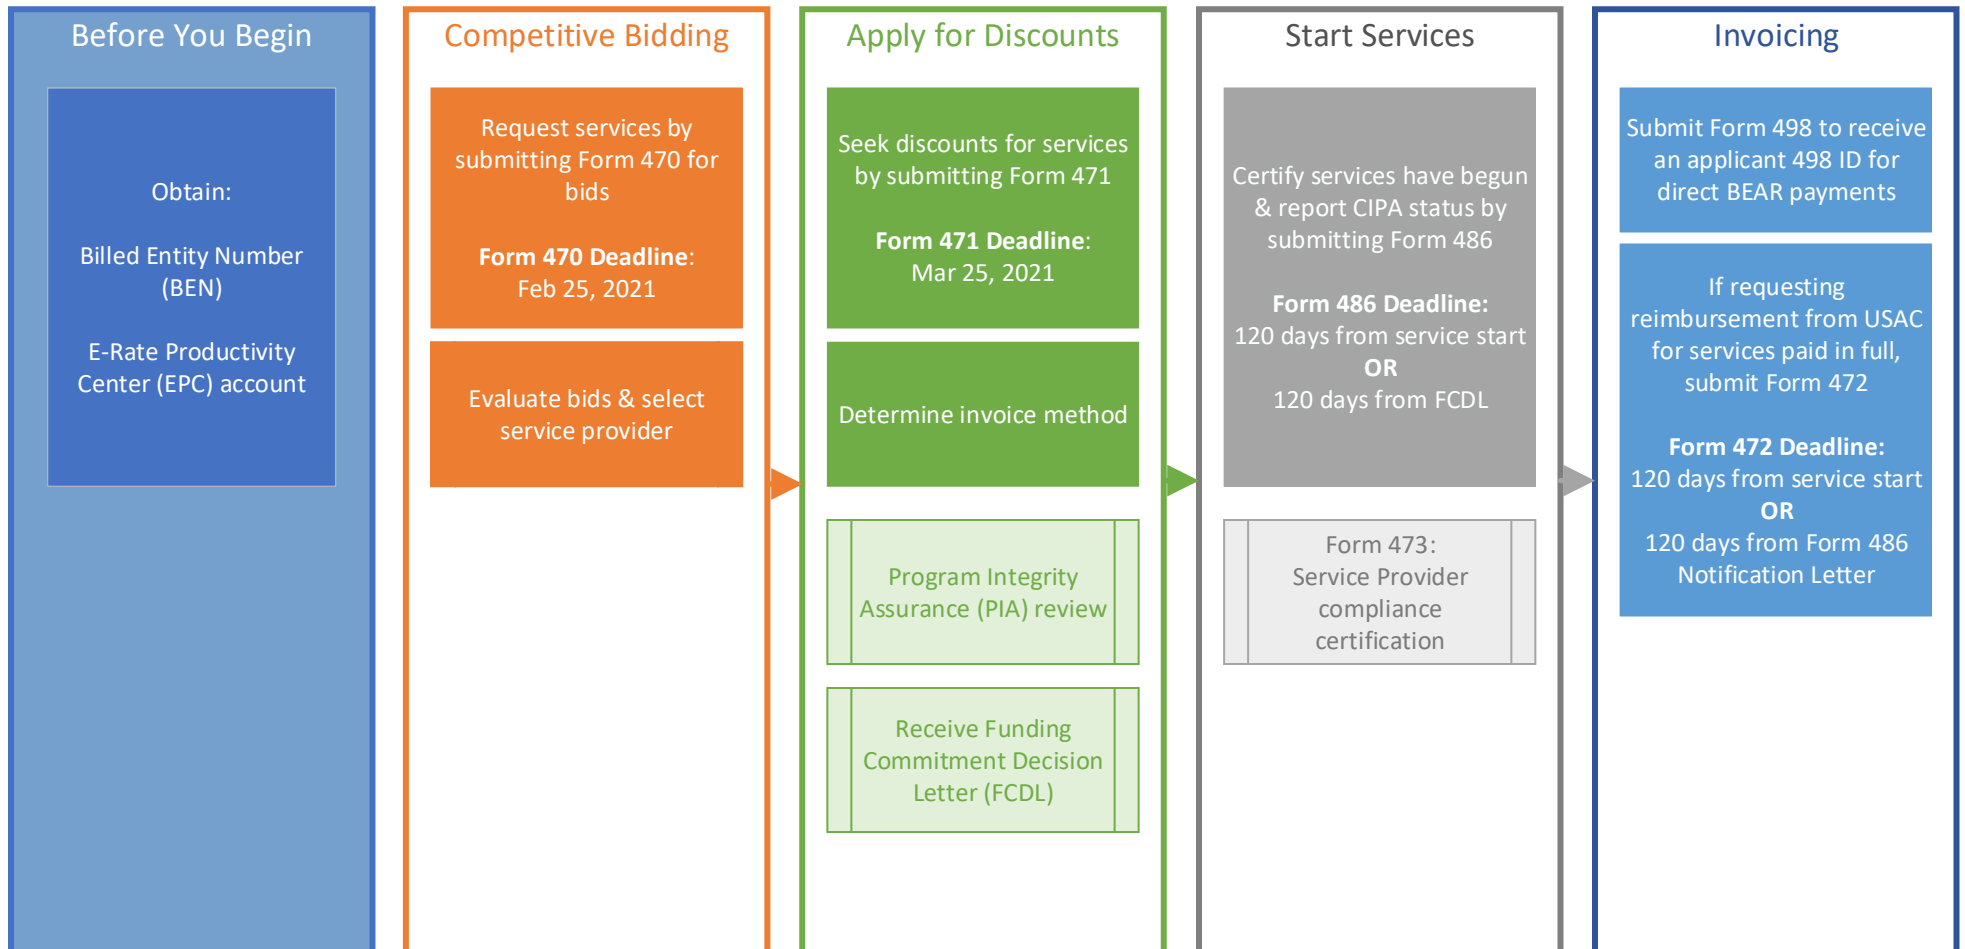 Before You Begin
Obtain:
Billed Entity Number
(BEN)
E-Rate Productivity
Center (EPC) account
Competitive Bidding
Request services by
submitting Form 470 for
bids
Form 470 Deadline:
Feb 25, 2021
Evaluate bids & select
service provider
Apply for Discounts
Seek discounts for services
by submitting Form 471
Form 471 Deadline:
Mar 25, 2021
Determine invoice method
Program Integrity
Assurance (PIA) review
Receive Funding
Commitment Decision
Letter (FCDL)
Start Services
Certify services have begun
& report CIPA status by
submitting Form 486
Form 486 Deadline:
120 days from service start
OR
120 days from FCDL
Form 473:
Service Provider
compliance
certification
Invoicing
Submit Form 498 to receive
an applicant 498 ID for
direct BEAR payments
If requesting
reimbursement from USAC
for services paid in full,
submit Form 472
Form 472 Deadline:
120 days from service start
OR
120 days from Form 486
Notification Letter